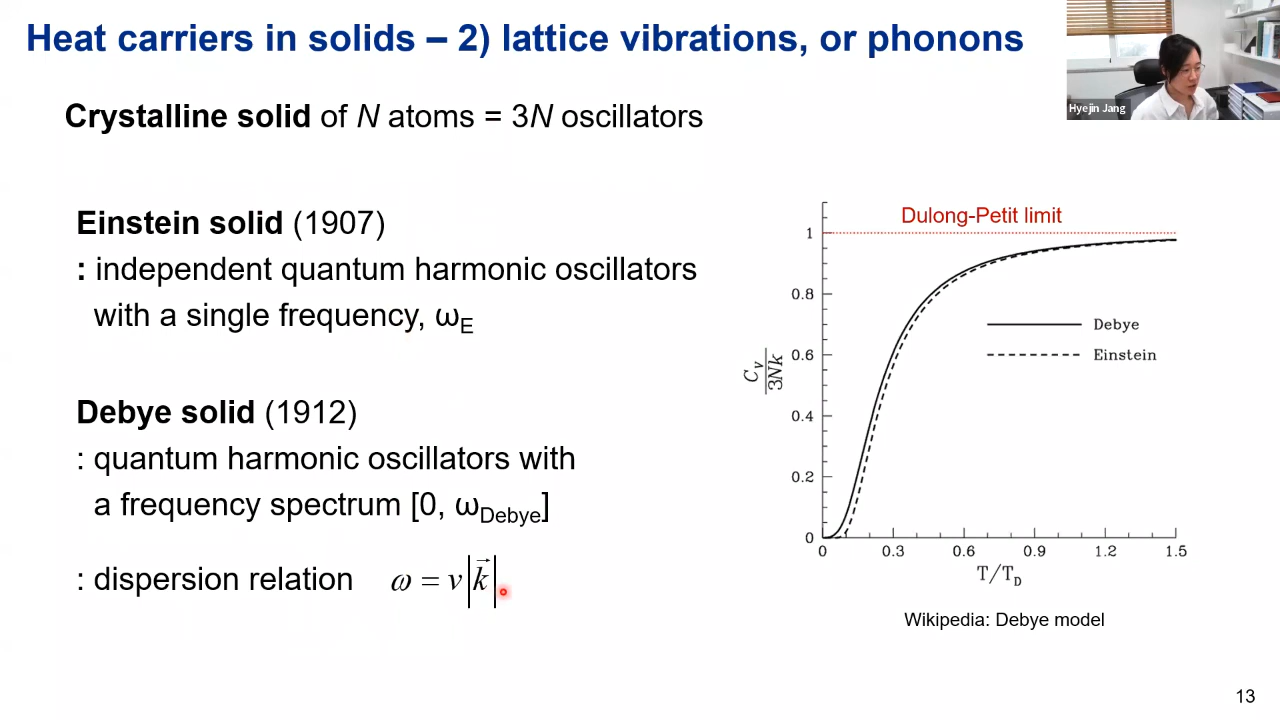 Heat carriers in solids – 2) lattice vibrations, or phonons
Hyejin Jang
Crystalline solid of N atoms = 3N oscillators
Einstein solid (1907)
: independent quantum harmonic oscillators
with a single frequency, ωE
Debye solid (1912)
: quantum harmonic oscillators with
a frequency spectrum [0, ωDebye]
: dispersion relation ω = v|k⃗|
Dulong-Petit limit
1
0.8
0.6
0.4
0.2
0
Cv/3Nk
Debye
Einstein
0 0.3 0.6 0.9 1.2 1.5
T/TD
Wikipedia: Debye model
13